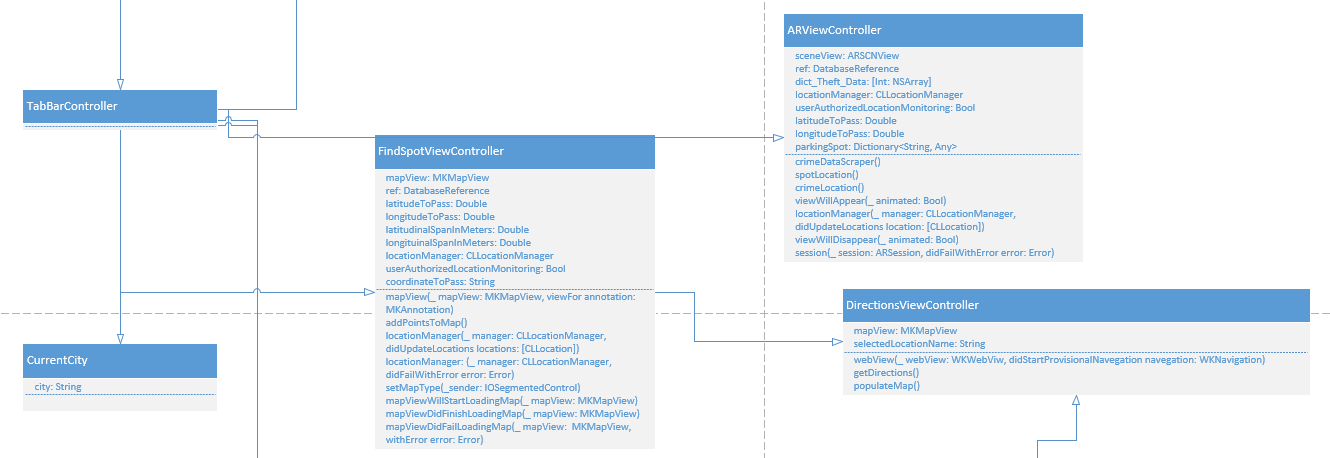 TabBarController
FindSpotViewController
mapView: MKMapView
ref: DatabaseReference
latitudeToPass: Double
longitudeToPass: Double
latitudinalSpanInMeters: Double
longituinalSpanInMeters: Double
locationManager: CLLocationManager
userAuthorizedLocationMonitoring: Bool
coordinateToPass: String
mapView(_ mapView: MKMapView, viewFor annotation:
MKAnnotation)
addPointsToMap()
locationManager(_ manager: CLLocationManager,
didUpdateLocations locations: [CLLocation])
locationManager: (_ manager: CLLocationManager,
didFailWithError error: Error)
setMapType(_sender: IOSegmentedControl)
mapViewWillStartLoadingMap(_ mapView: MKMapView)
mapViewDidFinishLoadingMap(_ mapView: MKMapView)
mapViewDidFailLoadingMap(_ mapView:  MKMapView,
withError error: Error)
CurrentCity
city: String
ARViewController
sceneView: ARSCNView
ref: DatabaseReference
dict_Theft_Data: [Int: NSArray]
locationManager: CLLocationManager
userAuthorizedLocationMonitoring: Bool
latitudeToPass: Double
longitudeToPass: Double
parkingSpot: Dictionary<String, Any>
crimeDataScraper()
spotLocation()
crimeLocation()
viewWillAppear(_ animated: Bool)
locationManager(_ manager: CLLocationManager,
didUpdateLocations location: [CLLocation])
viewWillDisappear(_ animated: Bool)
session(_ session: ARSession, didFailWithError error: Error)
DirectionsViewController
mapView: MKMapView
selectedLocationName: String
webView(_ webView: WKWebViw, didStartProvisionalNavegation navegation: WKNavigation)
getDirections()
populateMap()